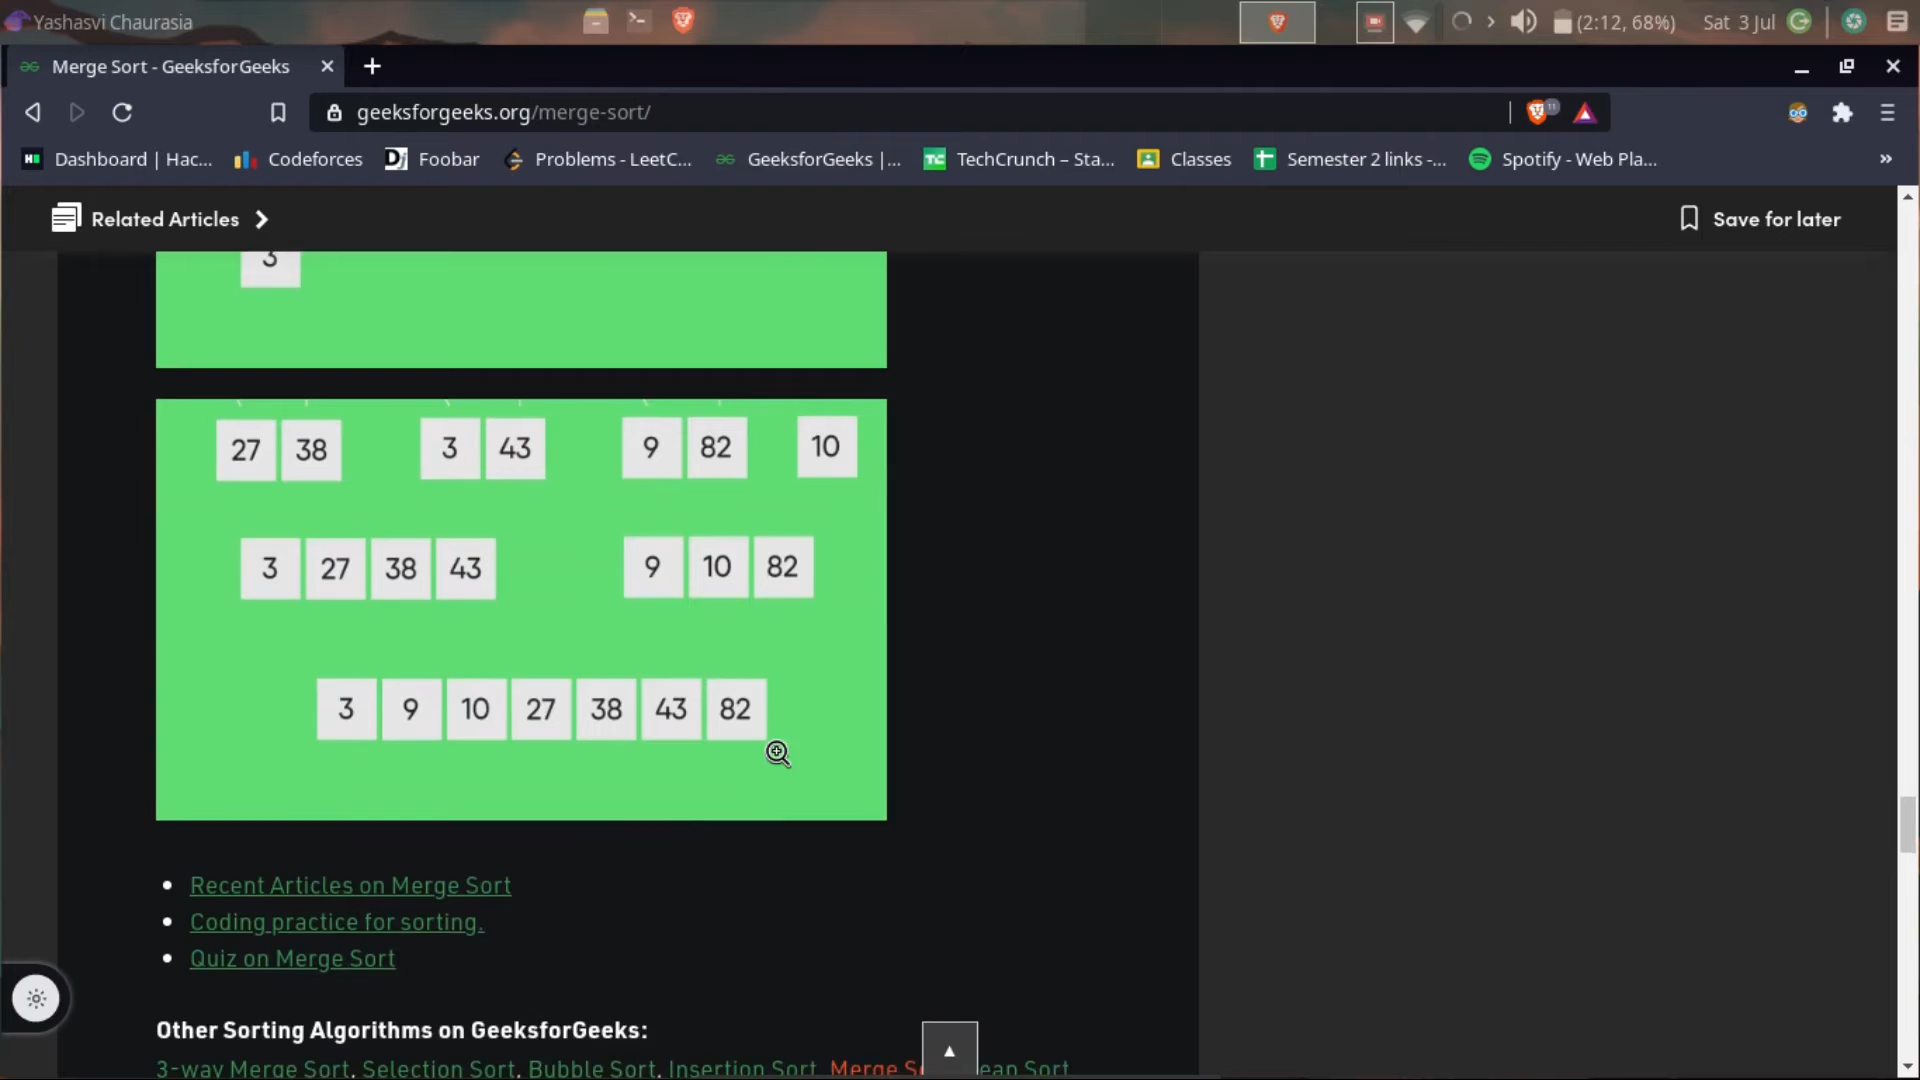 Yashasvi Chaurasia
(2:12, 68%) Sat 3 Jul
Merge Sort - GeeksforGeeks
geeksforgeeks.org/merge-sort/
11
Dashboard | Hac... Codeforces Foobar Problems - LeetC... GeeksforGeeks |... TechCrunch – Sta... Classes Semester 2 links -... Spotify - Web Pla...
Related Articles
Save for later
3
27 38 3 43 9 82 10
3 27 38 43 9 10 82
3 9 10 27 38 43 82
Recent Articles on Merge Sort
Coding practice for sorting.
Quiz on Merge Sort
Other Sorting Algorithms on GeeksforGeeks:
3-way Merge Sort, Selection Sort, Bubble Sort, Insertion Sort, Merge Sort